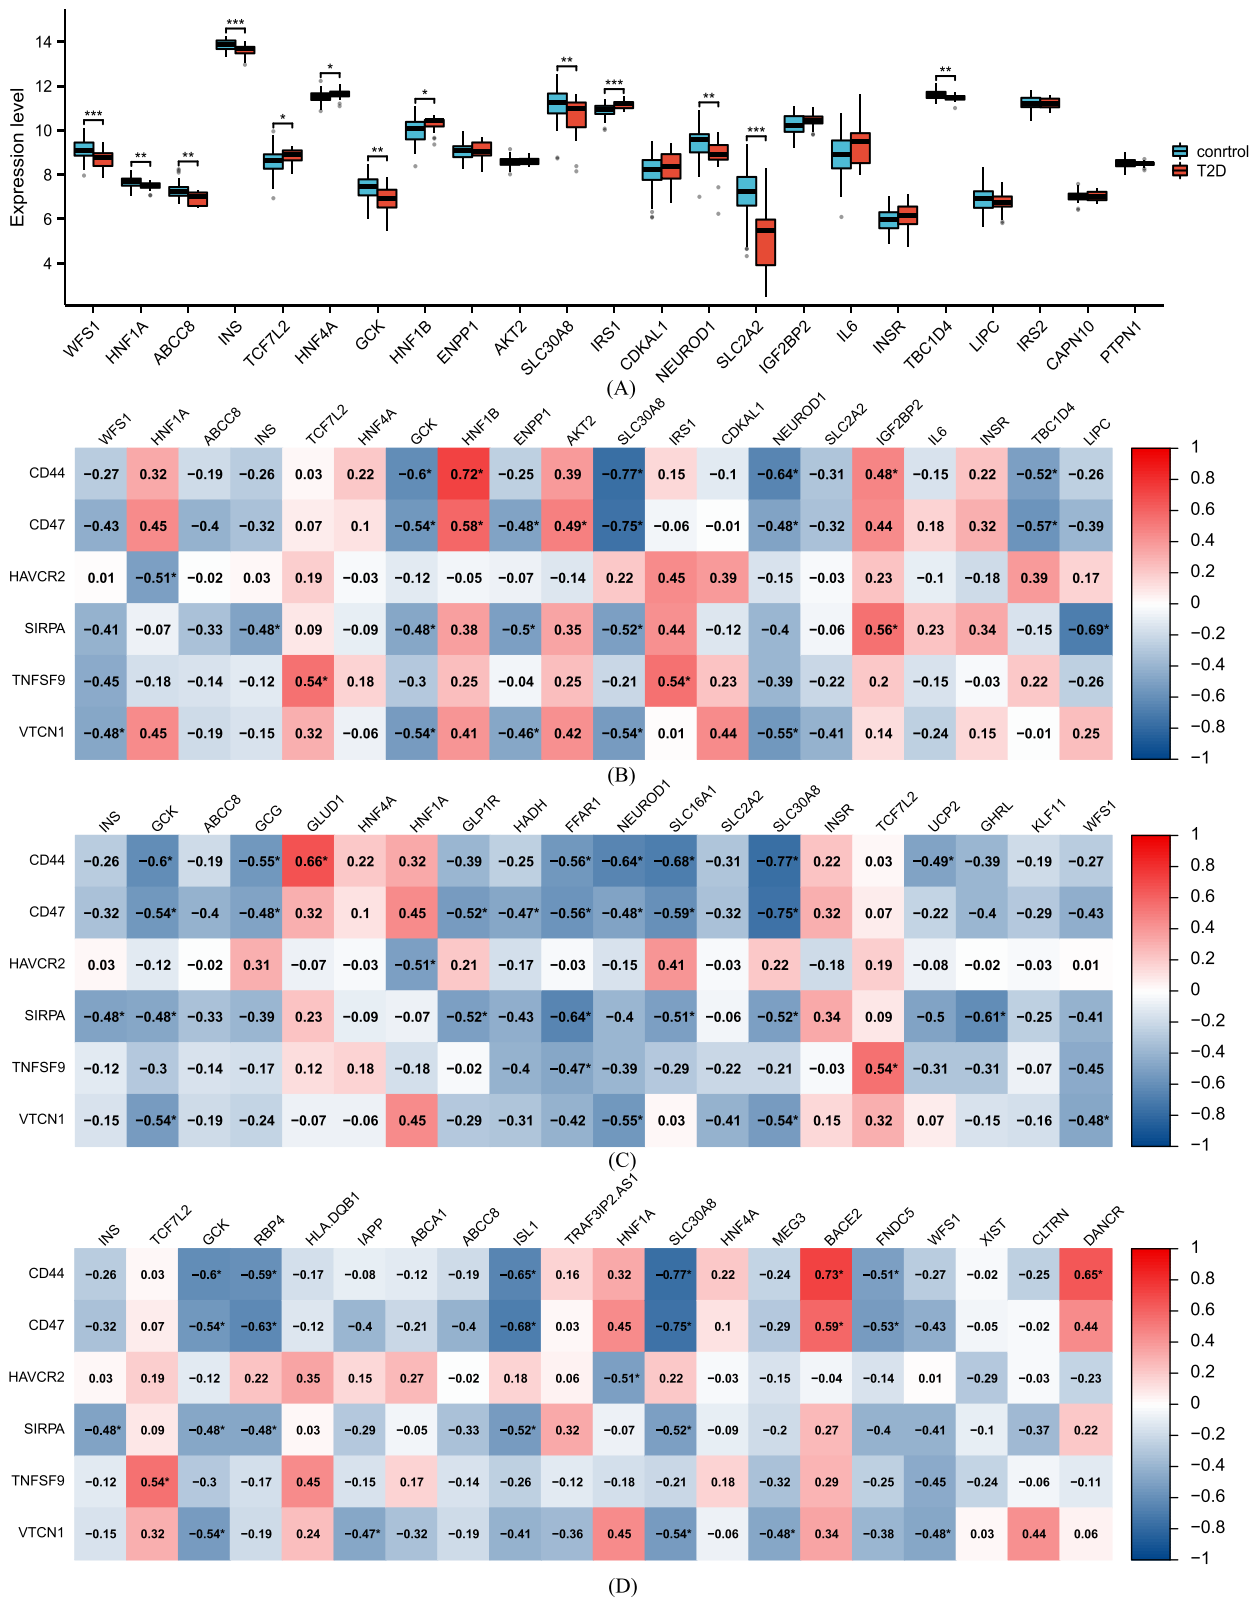 Expression level
14
12
10
8
6
4
*** ** ** *** * * ** * ** *** ** *** **
conrtrol
T2D
WFS1 HNF1A ABCC8 INS TCF7L2 HNF4A GCK HNF1B ENPP1 AKT2 SLC30A8 IRS1 CDKAL1 NEUROD1 SLC2A2 IGF2BP2 IL6 INSR TBC1D4 LIPC IRS2 CAPN10 PTPN1
(A)
WFS1 HNF1A ABCC8 INS TCF7L2 HNF4A GCK HNF1B ENPP1 AKT2 SLC30A8 IRS1 CDKAL1 NEUROD1 SLC2A2 IGF2BP2 IL6 INSR TBC1D4 LIPC
CD44 −0.27 0.32 −0.19 −0.26 0.03 0.22 −0.6* 0.72* −0.25 0.39 −0.77* 0.15 −0.1 −0.64* −0.31 0.48* −0.15 0.22 −0.52* −0.26
CD47 −0.43 0.45 −0.4 −0.32 0.07 0.1 −0.54* 0.58* −0.48* 0.49* −0.75* −0.06 −0.01 −0.48* −0.32 0.44 0.18 0.32 −0.57* −0.39
HAVCR2 0.01 −0.51* −0.02 0.03 0.19 −0.03 −0.12 −0.05 −0.07 −0.14 0.22 0.45 0.39 −0.15 −0.03 0.23 −0.1 −0.18 0.39 0.17
SIRPA −0.41 −0.07 −0.33 −0.48* 0.09 −0.09 −0.48* 0.38 −0.5* 0.35 −0.52* 0.44 −0.12 −0.4 −0.06 0.56* 0.23 0.34 −0.15 −0.69*
TNFSF9 −0.45 −0.18 −0.14 −0.12 0.54* 0.18 −0.3 0.25 −0.04 0.25 −0.21 0.54* 0.23 −0.39 −0.22 0.2 −0.15 −0.03 0.22 −0.26
VTCN1 −0.48* 0.45 −0.19 −0.15 0.32 −0.06 −0.54* 0.41 −0.46* 0.42 −0.54* 0.01 0.44 −0.55* −0.41 0.14 −0.24 0.15 −0.01 0.25
1
0.8
0.6
0.4
0.2
0
−0.2
−0.4
−0.6
−0.8
−1
(B)
INS GCK ABCC8 GCG GLUD1 HNF4A HNF1A GLP1R HADH FFAR1 NEUROD1 SLC16A1 SLC2A2 SLC30A8 INSR TCF7L2 UCP2 GHRL KLF11 WFS1
CD44 −0.26 −0.6* −0.19 −0.55* 0.66* 0.22 0.32 −0.39 −0.25 −0.56* −0.64* −0.68* −0.31 −0.77* 0.22 0.03 −0.49* −0.39 −0.19 −0.27
CD47 −0.32 −0.54* −0.4 −0.48* 0.32 0.1 0.45 −0.52* −0.47* −0.56* −0.48* −0.59* −0.32 −0.75* 0.32 0.07 −0.22 −0.4 −0.29 −0.43
HAVCR2 0.03 −0.12 −0.02 0.31 −0.07 −0.03 −0.51* 0.21 −0.17 −0.03 −0.15 0.41 −0.03 0.22 −0.18 0.19 −0.08 −0.02 −0.03 0.01
SIRPA −0.48* −0.48* −0.33 −0.39 0.23 −0.09 −0.07 −0.52* −0.43 −0.64* −0.4 −0.51* −0.06 −0.52* 0.34 0.09 −0.5 −0.61* −0.25 −0.41
TNFSF9 −0.12 −0.3 −0.14 −0.17 0.12 0.18 −0.18 −0.02 −0.4 −0.47* −0.39 −0.29 −0.22 −0.21 −0.03 0.54* −0.31 −0.31 −0.07 −0.45
VTCN1 −0.15 −0.54* −0.19 −0.24 −0.07 −0.06 0.45 −0.29 −0.31 −0.42 −0.55* 0.03 −0.41 −0.54* 0.15 0.32 0.07 −0.15 −0.16 −0.48*
1
0.8
0.6
0.4
0.2
0
−0.2
−0.4
−0.6
−0.8
−1
(C)
INS TCF7L2 GCK RBP4 HLA.DQB1 IAPP ABCA1 ABCC8 ISL1 TRAF3IP2.AS1 HNF1A SLC30A8 HNF4A MEG3 BACE2 FNDC5 WFS1 XIST CLTRN DANCR
CD44 −0.26 0.03 −0.6* −0.59* −0.17 −0.08 −0.12 −0.19 −0.65* 0.16 0.32 −0.77* 0.22 −0.24 0.73* −0.51* −0.27 −0.02 −0.25 0.65*
CD47 −0.32 0.07 −0.54* −0.63* −0.12 −0.4 −0.21 −0.4 −0.68* 0.03 0.45 −0.75* 0.1 −0.29 0.59* −0.53* −0.43 −0.05 −0.02 0.44
HAVCR2 0.03 0.19 −0.12 0.22 0.35 0.15 0.27 −0.02 0.18 0.06 −0.51* 0.22 −0.03 −0.15 −0.04 −0.14 0.01 −0.29 −0.03 −0.23
SIRPA −0.48* 0.09 −0.48* −0.48* 0.03 −0.29 −0.05 −0.33 −0.52* 0.32 −0.07 −0.52* −0.09 −0.2 0.27 −0.4 −0.41 −0.1 −0.37 0.22
TNFSF9 −0.12 0.54* −0.3 −0.17 0.45 −0.15 0.17 −0.14 −0.26 −0.12 −0.18 −0.21 0.18 −0.32 0.29 −0.25 −0.45 −0.24 −0.06 −0.11
VTCN1 −0.15 0.32 −0.54* −0.19 0.24 −0.47* −0.32 −0.19 −0.41 −0.36 0.45 −0.54* −0.06 −0.48* 0.34 −0.38 −0.48* 0.03 0.44 0.06
1
0.8
0.6
0.4
0.2
0
−0.2
−0.4
−0.6
−0.8
−1
(D)